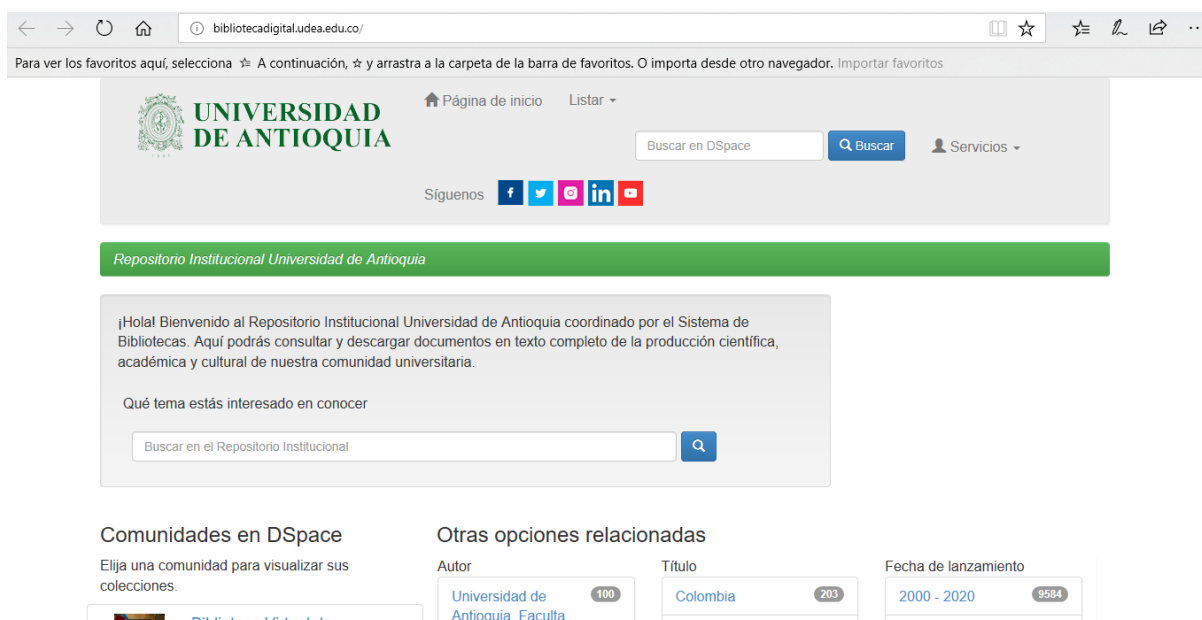 bibliotecadigital.udea.edu.co/
Para ver los favoritos aquí, selecciona A continuación, y arrastra a la carpeta de la barra de favoritos. O importa desde otro navegador. Importar favoritos
UNIVERSIDAD
DE ANTIOQUIA
Página de inicio Listar
Buscar en DSpace Buscar Servicios
Síguenos
Repositorio Institucional Universidad de Antioquia
¡Hola! Bienvenido al Repositorio Institucional Universidad de Antioquia coordinado por el Sistema de
Bibliotecas. Aquí podrás consultar y descargar documentos en texto completo de la producción científica,
académica y cultural de nuestra comunidad universitaria.
Qué tema estás interesado en conocer
Buscar en el Repositorio Institucional
Comunidades en DSpace
Elija una comunidad para visualizar sus
colecciones.
Otras opciones relacionadas
Autor
Universidad de 100
Antioquia. Faculta
Título
Colombia 203
Fecha de lanzamiento
2000 - 2020 9584